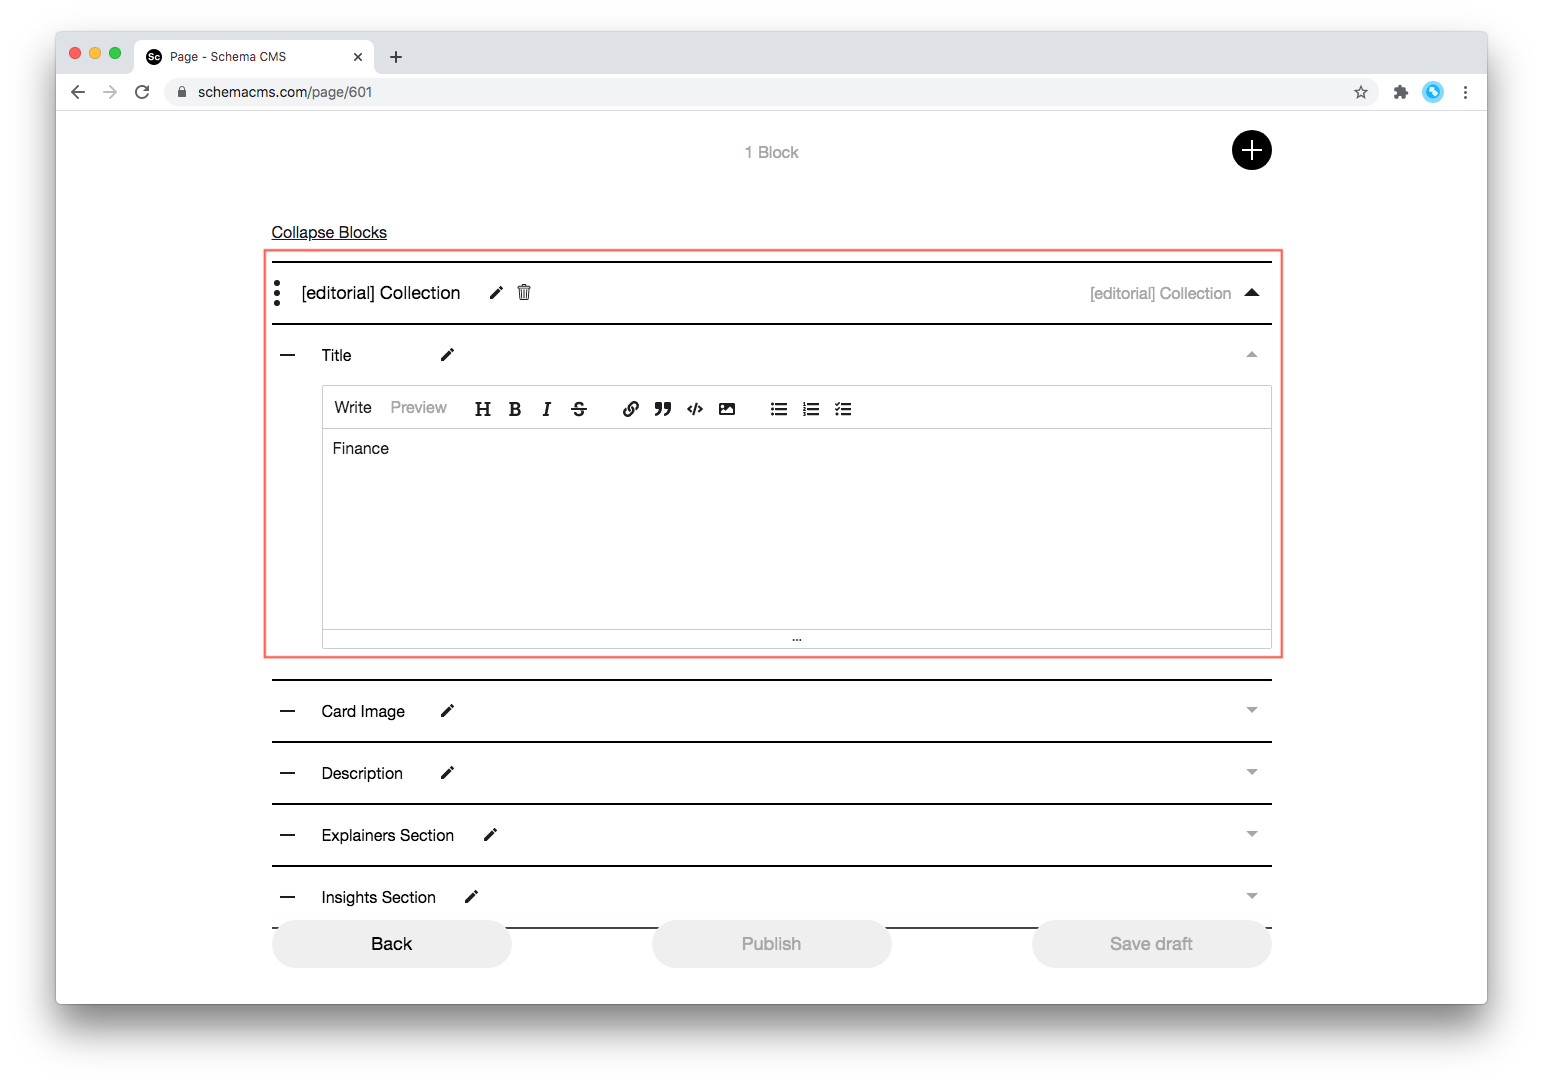 Sc Page - Schema CMS
schemacms.com/page/601
1 Block
Collapse Blocks
[editorial] Collection [editorial] Collection
Title
Write Preview H B I S
Finance
...
Card Image
Description
Explainers Section
Insights Section
Back Publish Save draft